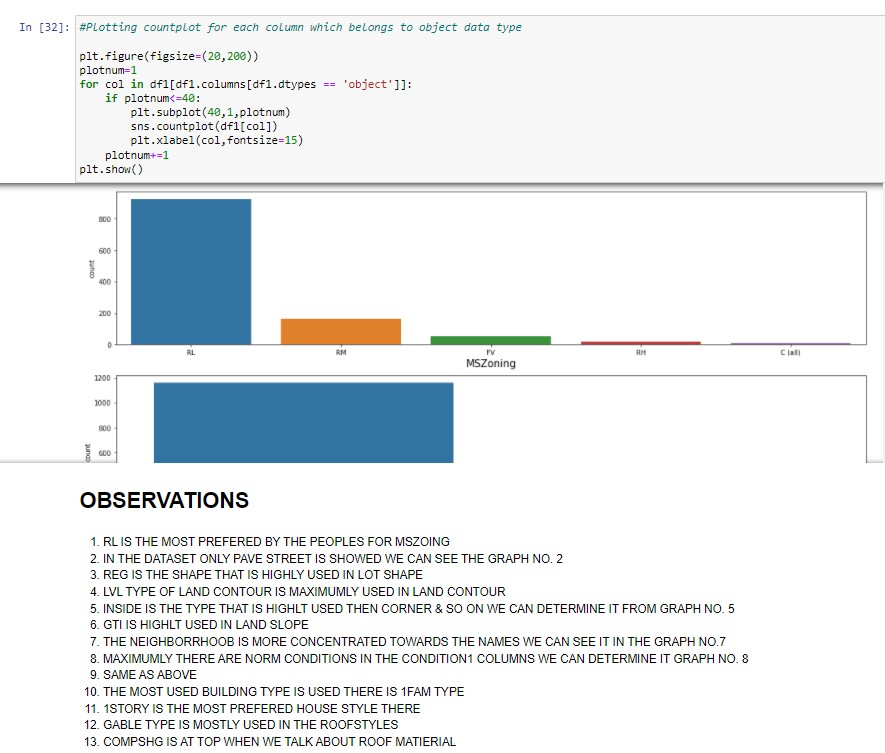 In [32]: #Plotting countplot for each column which belongs to object data type
plt.figure(figsize=(20,200))
plotnum=1
for col in df1[df1.columns[df1.dtypes == 'object']]:
    if plotnum<=40:
        plt.subplot(40,1,plotnum)
        sns.countplot(df1[col])
        plt.xlabel(col,fontsize=15)
    plotnum+=1
plt.show()
800
600
400
200
0
count
RL RM FV RH C (all)
MSZoning
1200
1000
800
600
count
OBSERVATIONS
1. RL IS THE MOST PREFERED BY THE PEOPLES FOR MSZOING
2. IN THE DATASET ONLY PAVE STREET IS SHOWED WE CAN SEE THE GRAPH NO. 2
3. REG IS THE SHAPE THAT IS HIGHLY USED IN LOT SHAPE
4. LVL TYPE OF LAND CONTOUR IS MAXIMUMLY USED IN LAND CONTOUR
5. INSIDE IS THE TYPE THAT IS HIGHLT USED THEN CORNER & SO ON WE CAN DETERMINE IT FROM GRAPH NO. 5
6. GTI IS HIGHLT USED IN LAND SLOPE
7. THE NEIGHBORRHOOB IS MORE CONCENTRATED TOWARDS THE NAMES WE CAN SEE IT IN THE GRAPH NO.7
8. MAXIMUMLY THERE ARE NORM CONDITIONS IN THE CONDITION1 COLUMNS WE CAN DETERMINE IT GRAPH NO. 8
9. SAME AS ABOVE
10. THE MOST USED BUILDING TYPE IS USED THERE IS 1FAM TYPE
11. 1STORY IS THE MOST PREFERED HOUSE STYLE THERE
12. GABLE TYPE IS MOSTLY USED IN THE ROOFSTYLES
13. COMPSHG IS AT TOP WHEN WE TALK ABOUT ROOF MATIERIAL